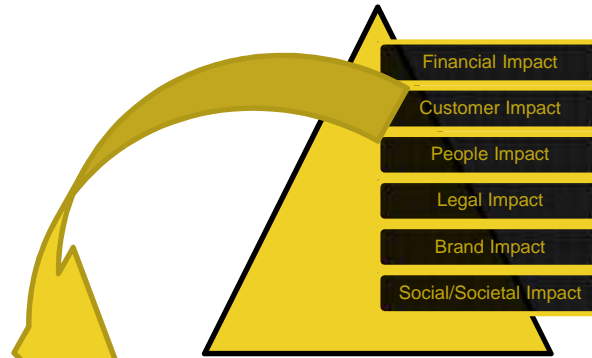 Financial Impact
Customer Impact
People Impact
Legal Impact
Brand Impact
Social/Societal Impact